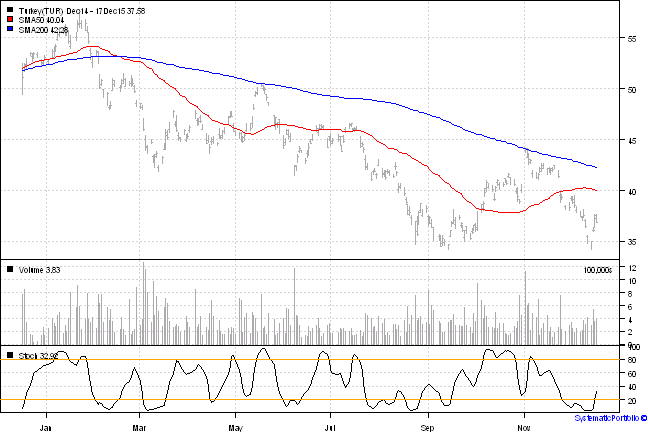 Turkey(TUR) Dec14 - 17Dec15 37.58
SMA50 40.04
SMA200 42.28
55
50
45
40
35
Volume 3.83
100,000s
12
10
8
6
4
2
0
Stoch 32.92
100
80
60
40
20
Jan Mar May Jul Sep Nov
SystematicPortfolio ©